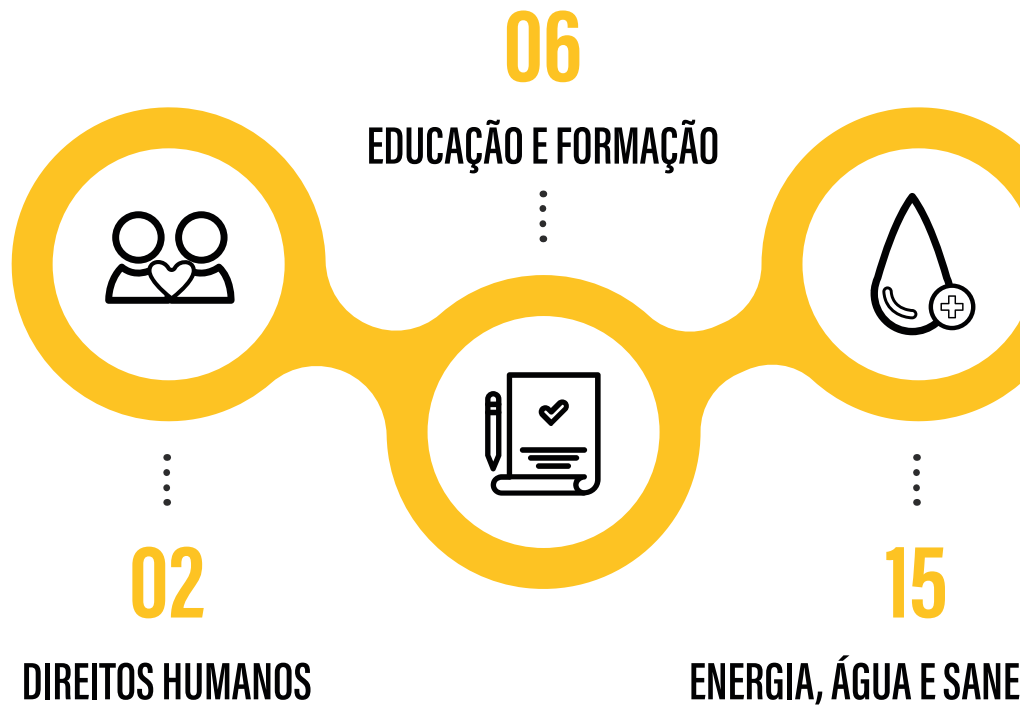 06
EDUCAÇÃO E FORMAÇÃO
02
DIREITOS HUMANOS
15
ENERGIA, ÁGUA E SANE